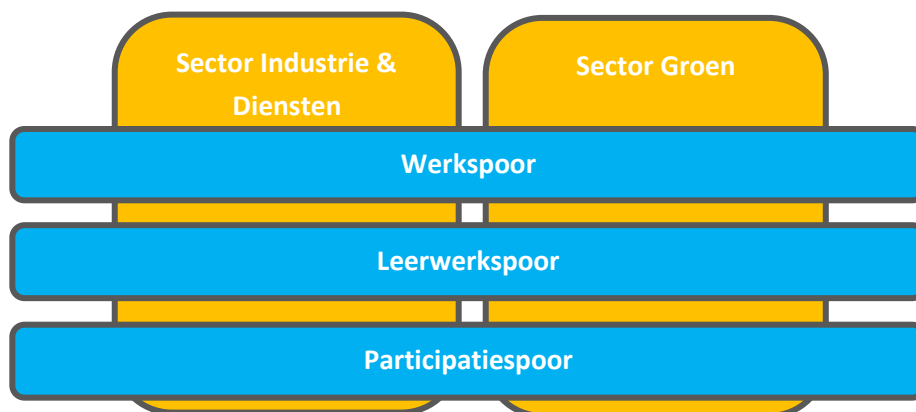 Sector Industrie &
Diensten
Sector Groen
Werkspoor
Leerwerkspoor
Participatiespoor